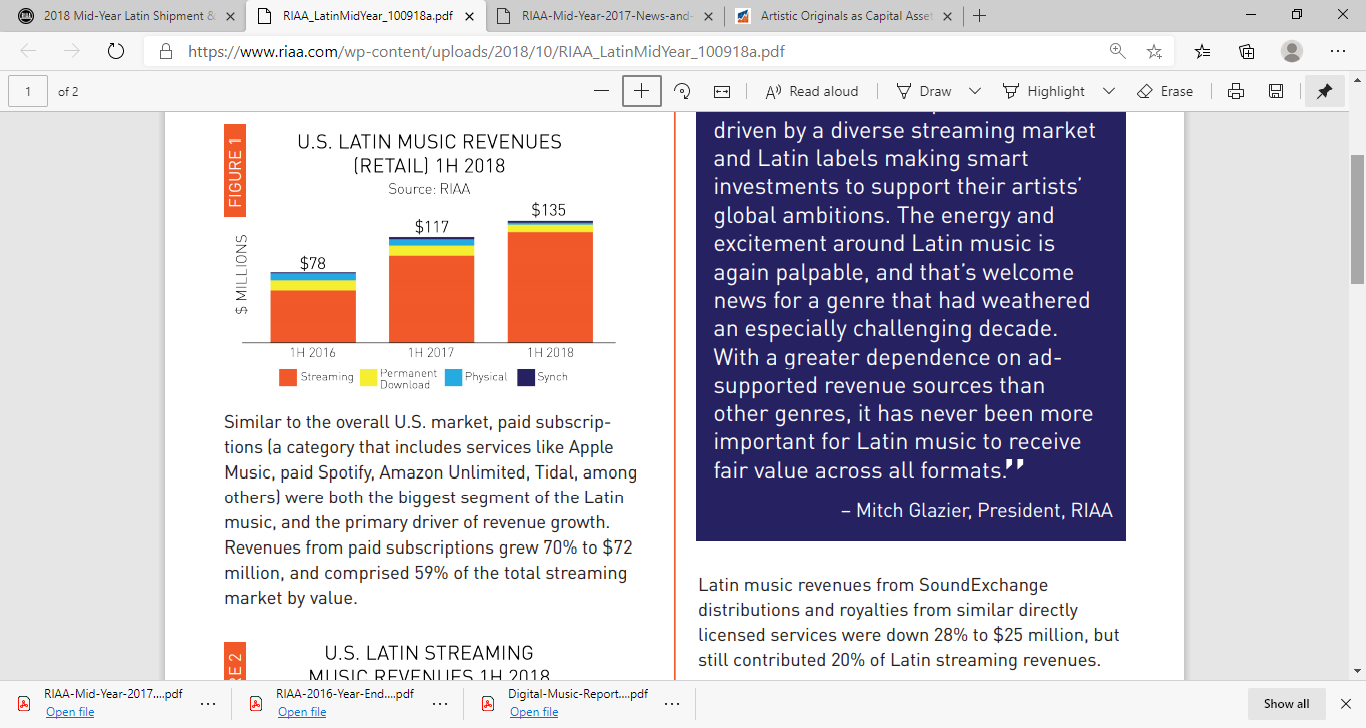 2018 Mid-Year Latin Shipment &
RIAA_LatinMidYear_100918a.pdf
RIAA-Mid-Year-2017-News-and-
Artistic Originals as Capital Asset
https://www.riaa.com/wp-content/uploads/2018/10/RIAA_LatinMidYear_100918a.pdf
1 of 2
Read aloud
Draw
Highlight
Erase
FIGURE 1
U.S. LATIN MUSIC REVENUES
(RETAIL) 1H 2018
Source: RIAA
$ MILLIONS
$78
$117
$135
1H 2016
1H 2017
1H 2018
Streaming
Permanent
Download
Physical
Synch
Similar to the overall U.S. market, paid subscrip-
tions (a category that includes services like Apple
Music, paid Spotify, Amazon Unlimited, Tidal, among
others) were both the biggest segment of the Latin
music, and the primary driver of revenue growth.
Revenues from paid subscriptions grew 70% to $72
million, and comprised 59% of the total streaming
market by value.
RE 2
U.S. LATIN STREAMING
MUSIC REVENUES 1H 2018
driven by a diverse streaming market
and Latin labels making smart
investments to support their artists’
global ambitions. The energy and
excitement around Latin music is
again palpable, and that’s welcome
news for a genre that had weathered
an especially challenging decade.
With a greater dependence on ad-
supported revenue sources than
other genres, it has never been more
important for Latin music to receive
fair value across all formats.”
– Mitch Glazier, President, RIAA
Latin music revenues from SoundExchange
distributions and royalties from similar directly
licensed services were down 28% to $25 million, but
still contributed 20% of Latin streaming revenues.
RIAA-Mid-Year-2017....pdf
Open file
RIAA-2016-Year-End....pdf
Open file
Digital-Music-Report....pdf
Open file
Show all